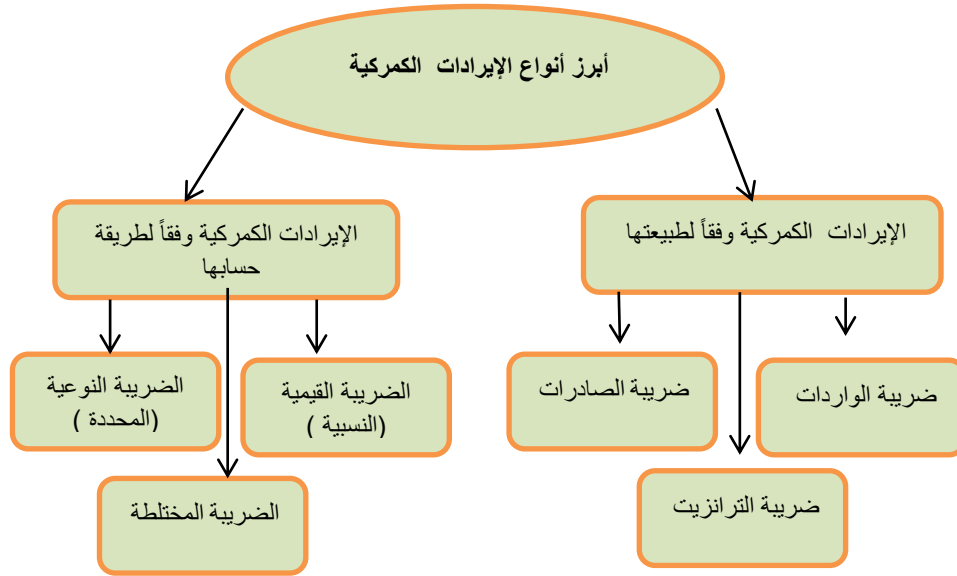 أبرز أنواع الإيرادات الكمركية
الإيرادات الكمركية وفقاً لطبيعتها
الإيرادات الكمركية وفقاً لطريقة
حسابها
ضريبة الواردات
ضريبة الصادرات
الضريبة القيمية
(النسبية )
الضريبة النوعية
(المحددة )
ضريبة الترانزيت
الضريبة المختلطة